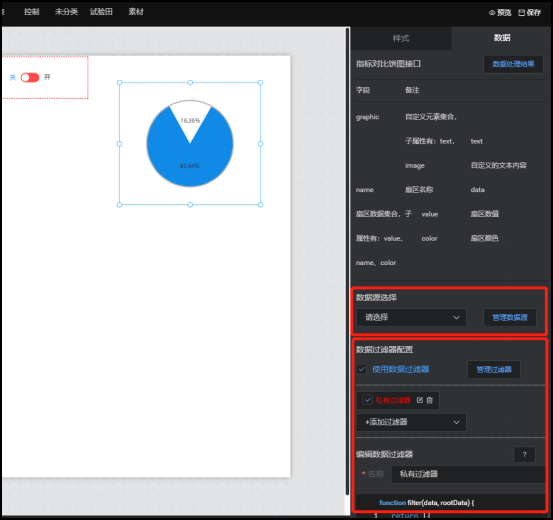 控制 未分类 试验田 素材 预览 保存
样式 数据
关 开
16.36%
83.64%
指标对比饼图接口 数据处理结果
字段 备注
graphic 自定义元素集合,
子属性有：text、 text
image 自定义的文本内容
name 扇区名称 data
扇区数据集合，子 value 扇区数值
属性有：value、 color 扇区颜色
name、color
数据源选择
请选择 管理数据源
数据过滤器配置
使用数据过滤器 管理过滤器
私有过滤器
+添加过滤器
编辑数据过滤器 ?
* 名称 私有过滤器
function filter(data, rootData) {
1 return [{